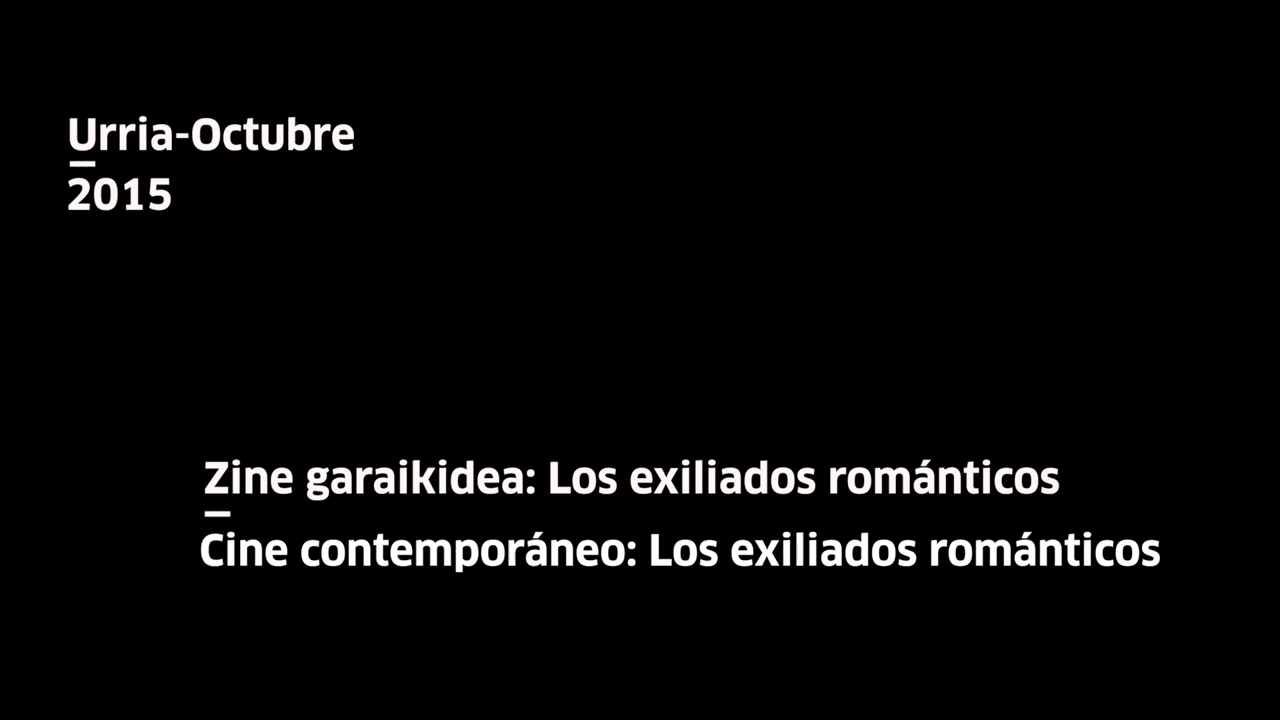 Urria-Octubre
2015
Zine garaikidea: Los exiliados románticos
Cine contemporáneo: Los exiliados románticos